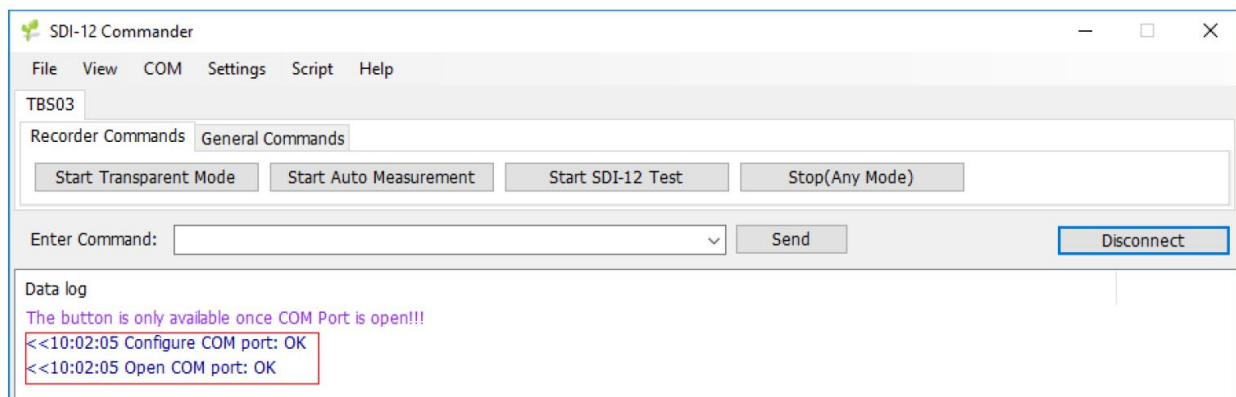 SDI-12 Commander
File View COM Settings Script Help
TBS03
Recorder Commands General Commands
Start Transparent Mode Start Auto Measurement Start SDI-12 Test Stop(Any Mode)
Enter Command: Send Disconnect
Data log
The button is only available once COM Port is open!!!
<<10:02:05 Configure COM port: OK
<<10:02:05 Open COM port: OK